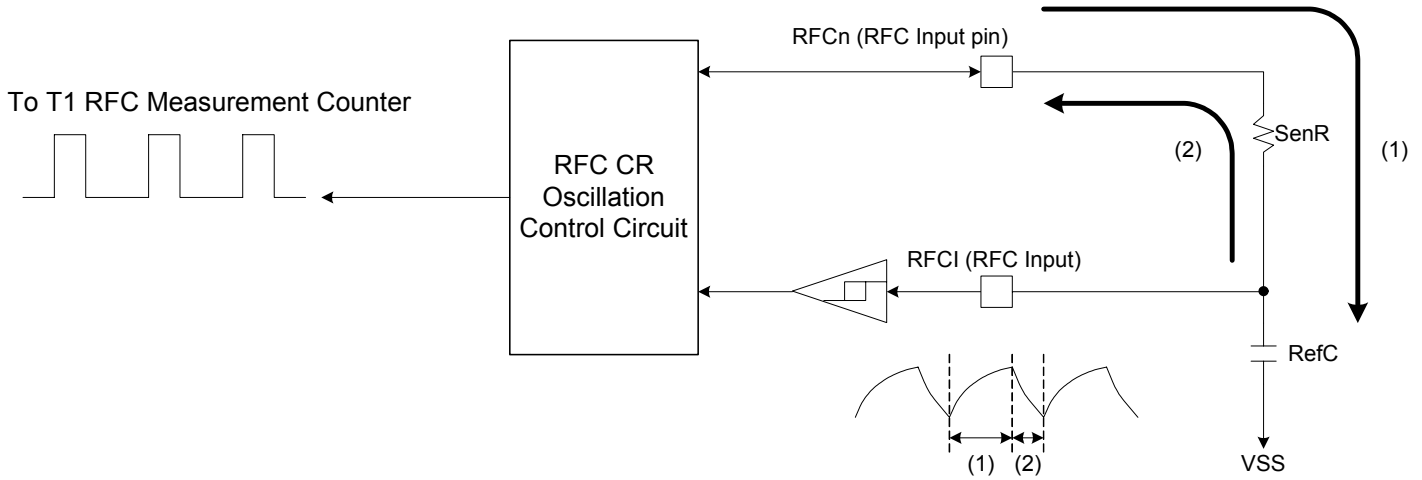 RFCn (RFC Input pin)
To T1 RFC Measurement Counter
SenR
(1)
(2)
RFC CR
Oscillation
Control Circuit
RFCI (RFC Input)
RefC
(1)
(2)
VSS